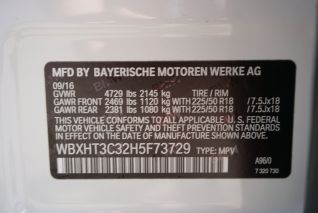 MFD BY BAYERISCHE MOTOREN WERKE AG
09/16
GVWR 4729 lbs 2145 kg TIRE / RIM
GAWR FRONT 2469 lbs 1120 kg WITH 225/50 R18 /7.5Jx18
GAWR REAR 2381 lbs 1080 kg WITH 225/50 R18 /7.5Jx18
THIS VEHICLE CONFORMS TO ALL APPLICABLE U.S. FEDERAL
MOTOR VEHICLE SAFETY STANDARDS IN EFFECT ON THE
DATE OF MANUFACTURE SHOWN ABOVE.
WBXHT3C32H5F73729 TYPE: MPV
A96/0
7 320 730